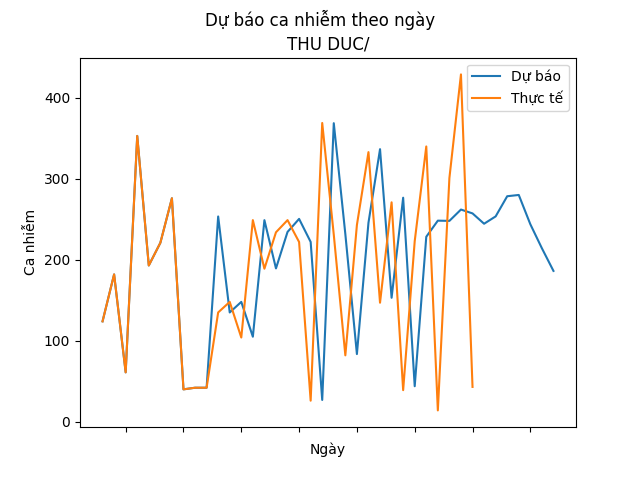 Dự báo ca nhiễm theo ngày
THU DUC/
Dự báo
Thực tế
400
300
200
100
0
Ca nhiễm
Ngày